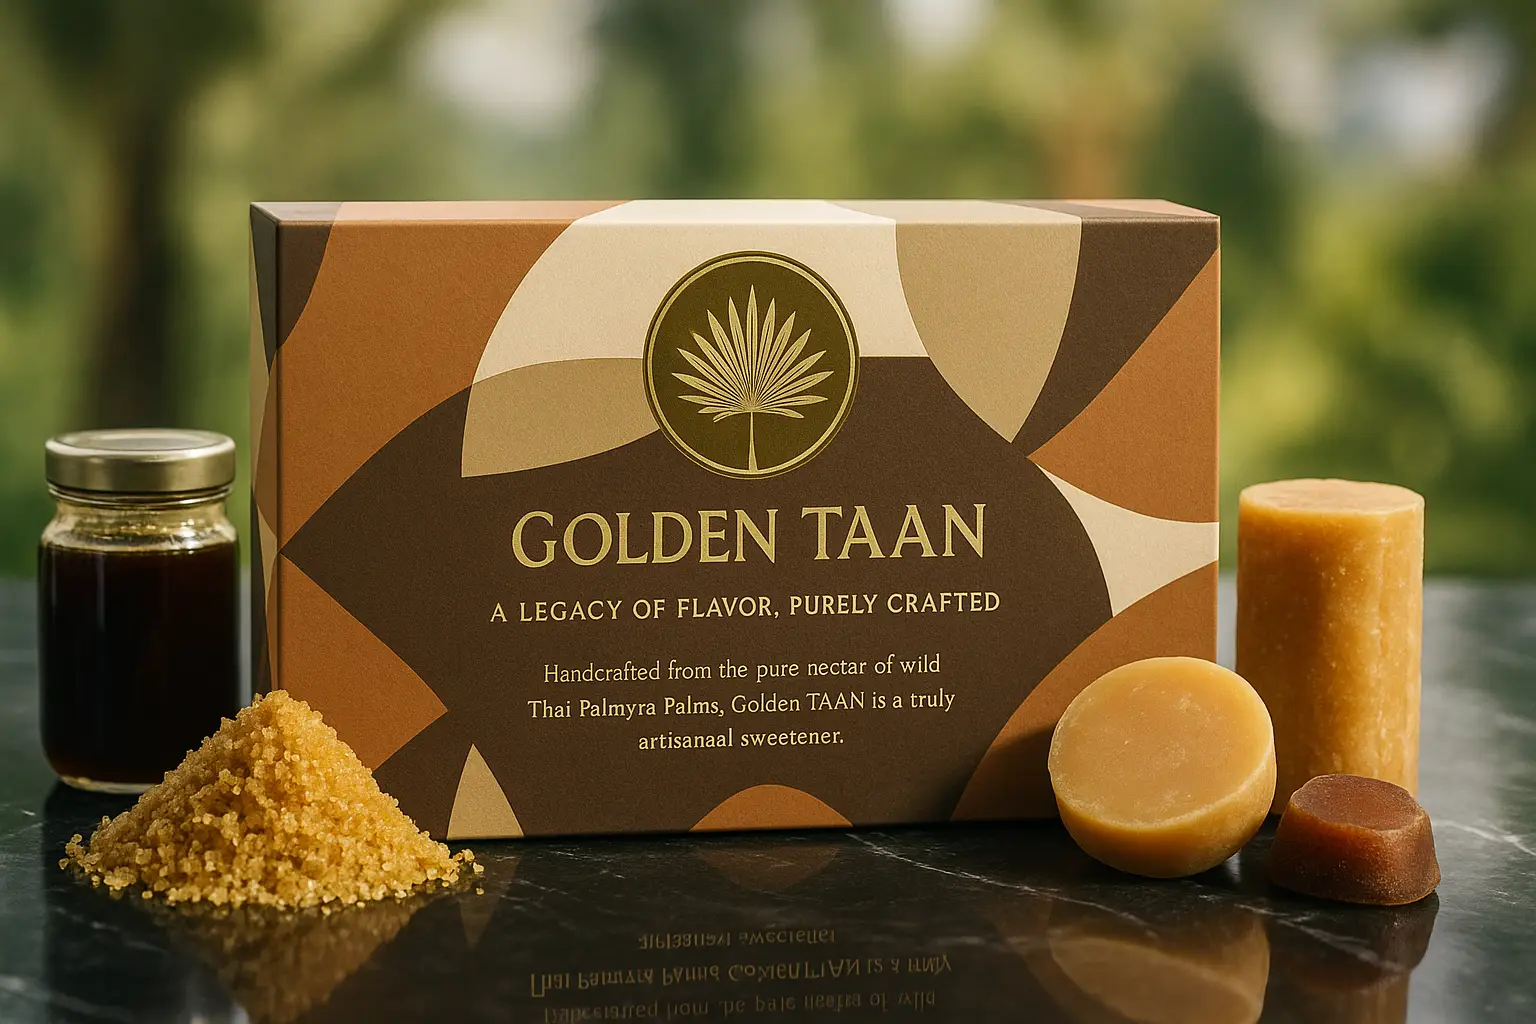 GOLDEN TAAN
A LEGACY OF FLAVOR, PURELY CRAFTED
Handcrafted from the pure nectar of wild
Thai Palmyra Palms, Golden TAAN is a truly
artisanaal sweetener.